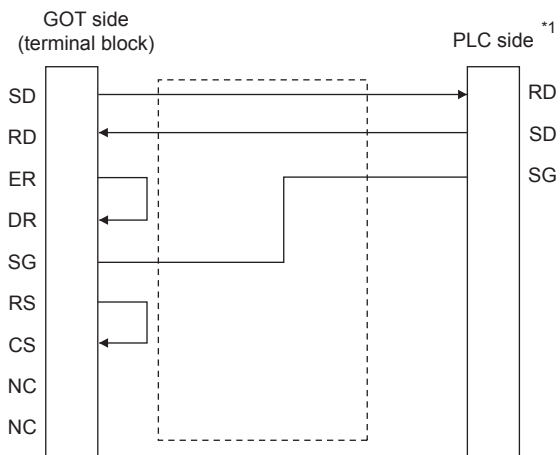 GOT side
(terminal block)
PLC side *1
SD
RD
ER
DR
SG
RS
CS
NC
NC
RD
SD
SG